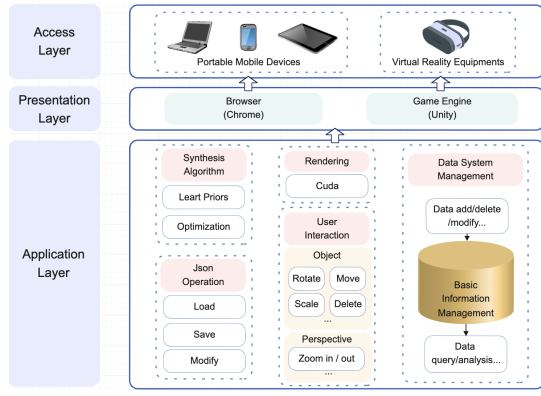 Access
Layer
Portable Mobile Devices
Virtual Reality Equipments
Presentation
Layer
Browser
(Chrome)
Game Engine
(Unity)
Application
Layer
Synthesis
Algorithm
Leart Priors
Optimization
Json
Operation
Load
Save
Modify
Rendering
Cuda
User
Interaction
Object
Rotate
Move
Scale
Delete
...
Perspective
Zoom in / out
...
Data System
Management
Data add/delete
/modify...
Basic
Information
Management
Data
query/analysis...